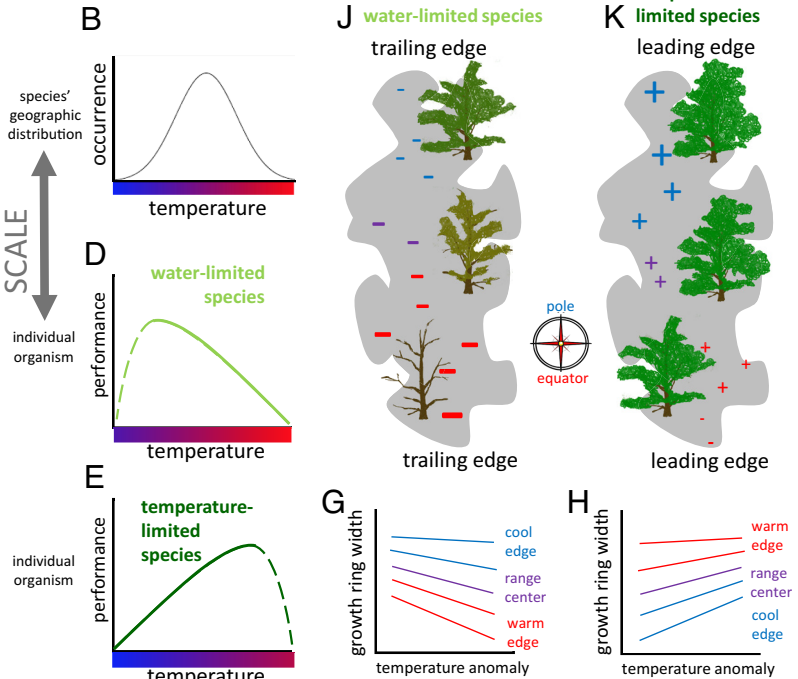 B
species'
geographic
distribution
occurrence
temperature
SCALE
D
water-limited
species
performance
temperature
individual
organism
E
temperature-
limited
species
performance
individual
organism
temperature
J
water-limited species
trailing edge
pole
equator
trailing edge
K
limited species
leading edge
leading edge
G
growth ring width
cool
edge
range
center
warm
edge
temperature anomaly
H
growth ring width
warm
edge
range
center
cool
edge
temperature anomaly